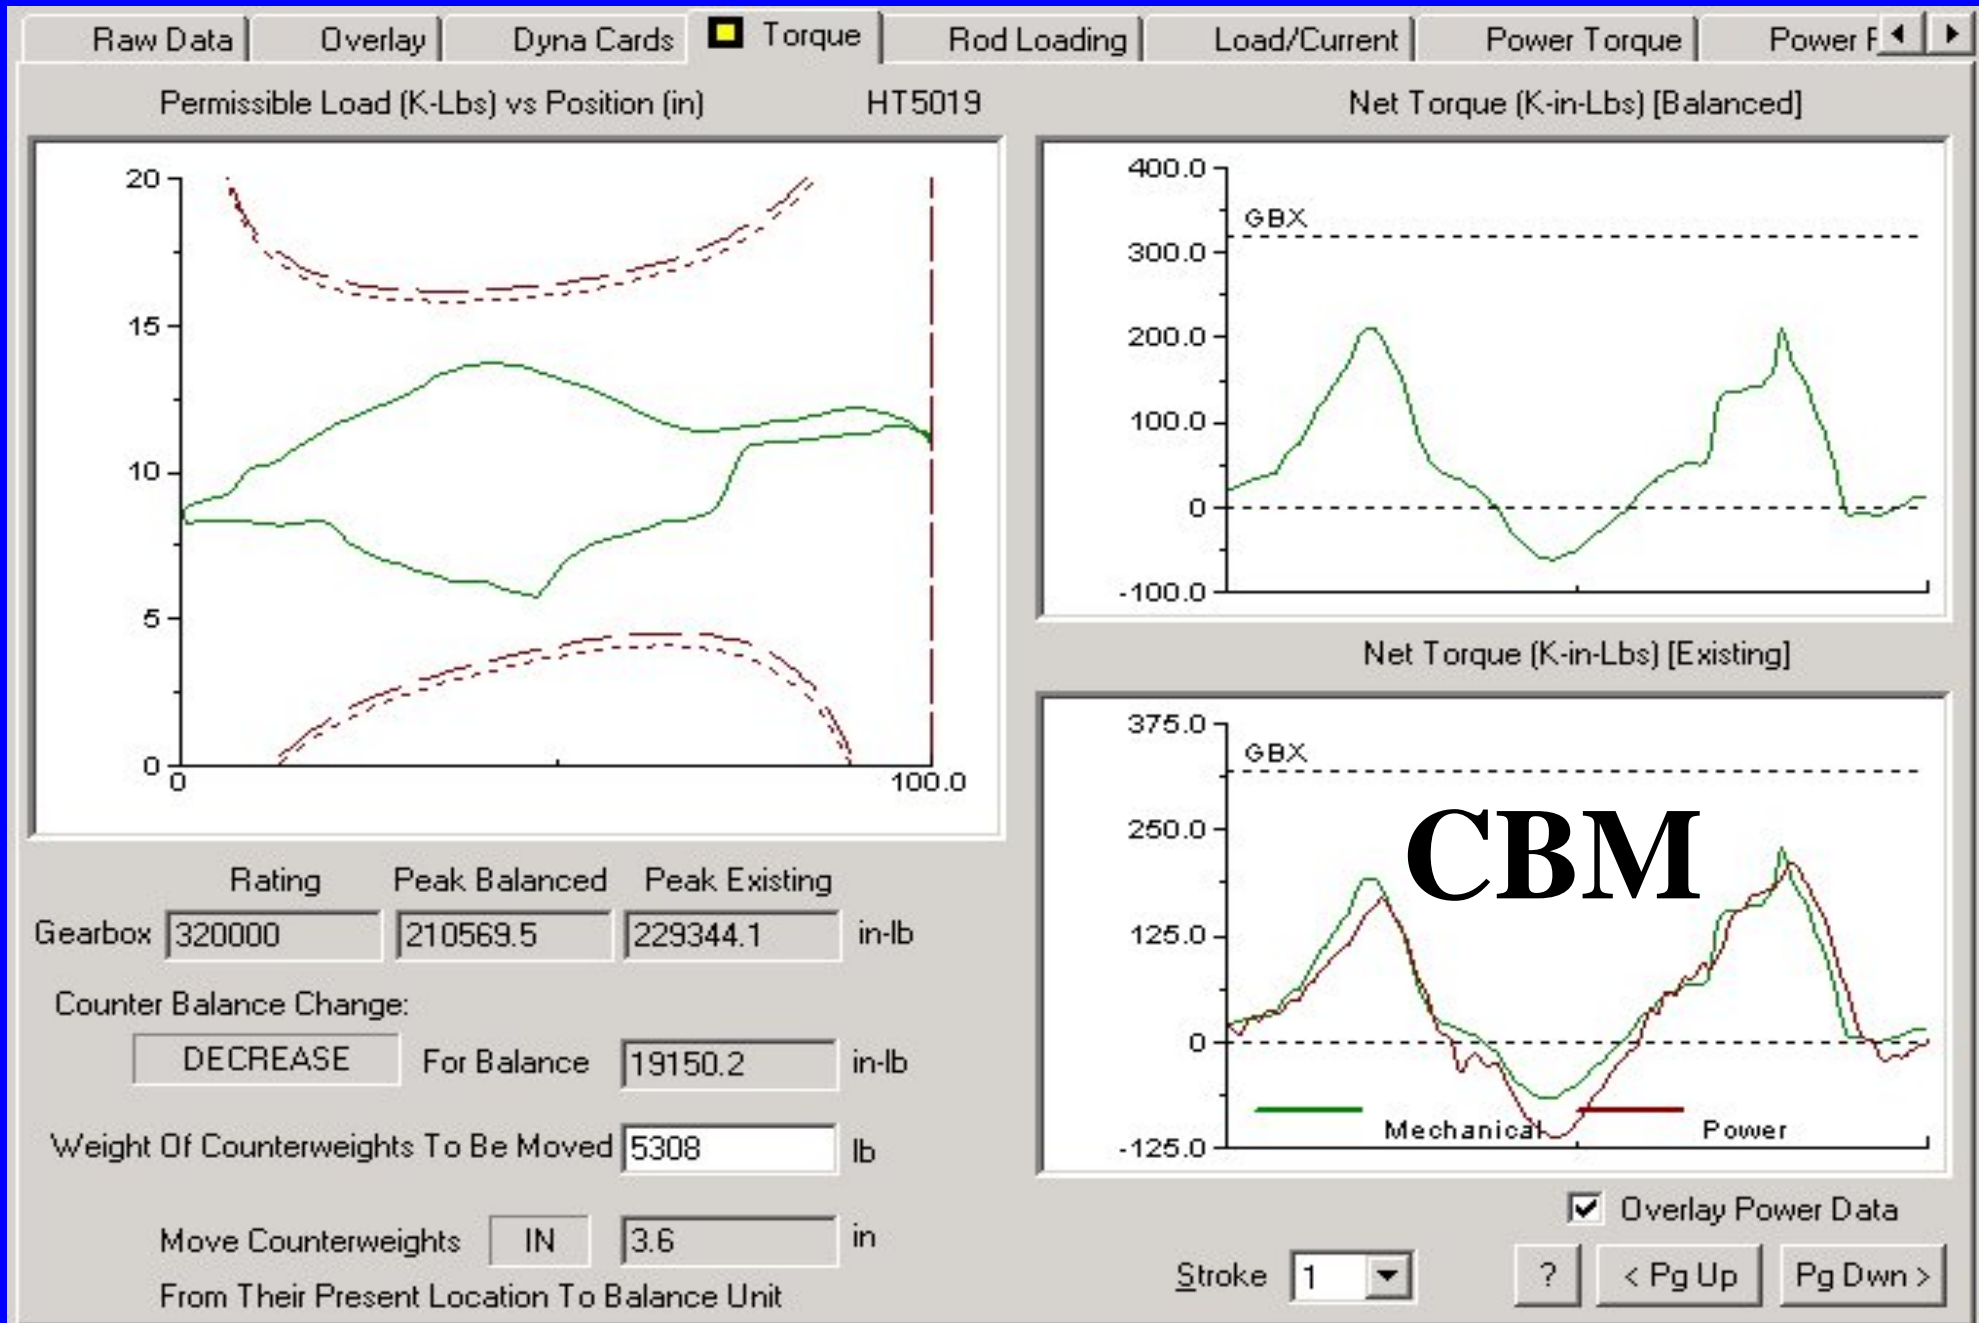 Raw Data Overlay Dyna Cards Torque Rod Loading Load/Current Power Torque
Permissible Load (K-Lbs) vs Position (in) HT5019
20
15
10
5
0
0 100.0
Net Torque (K-in-Lbs) [Balanced]
400.0
GBX
300.0
200.0
100.0
0
-100.0
Net Torque (K-in-Lbs) [Existing]
375.0
GBX
CBM
250.0
125.0
0
Mechanical Power
-125.0
Rating Peak Balanced Peak Existing
Gearbox 320000 210569.5 229344.1 in-lb
Counter Balance Change:
DECREASE For Balance 19150.2 in-lb
Weight Of Counterweights To Be Moved 5308 lb
Move Counterweights IN 3.6 in
From Their Present Location To Balance Unit
Overlay Power Data
Stroke 1 ? < Pg Up Pg Dwn >